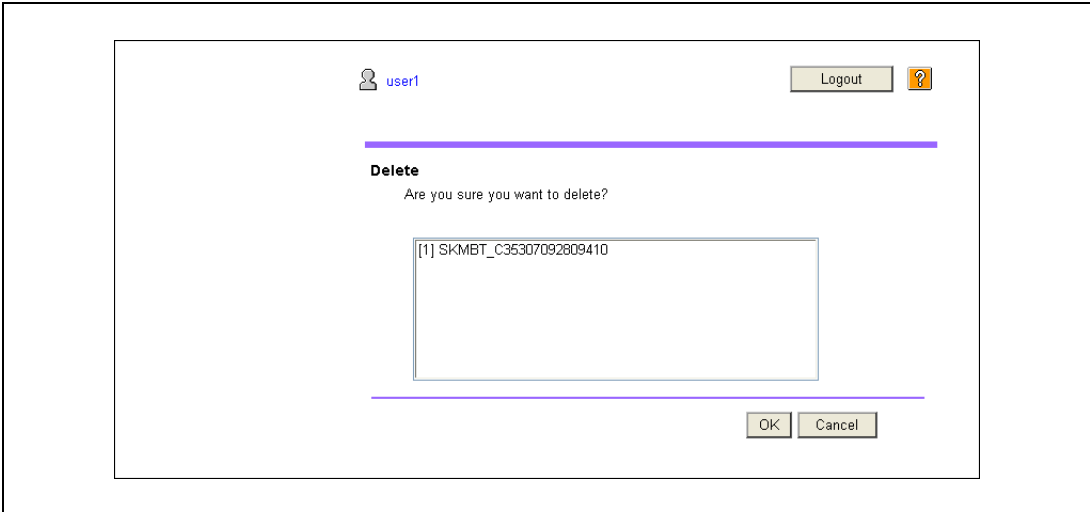 user1
Logout
?
Delete
Are you sure you want to delete?
[1] SKMBT_C35307092809410
OK
Cancel